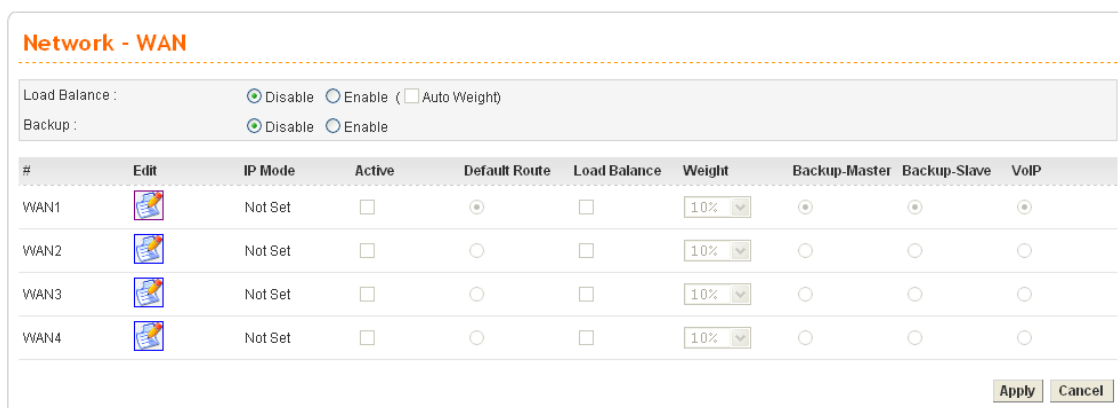 Network - WAN
Load Balance : Disable Enable ( Auto Weight)
Backup : Disable Enable
# Edit IP Mode Active Default Route Load Balance Weight Backup-Master Backup-Slave VoIP
WAN1 Not Set 10%
WAN2 Not Set 10%
WAN3 Not Set 10%
WAN4 Not Set 10%
Apply Cancel